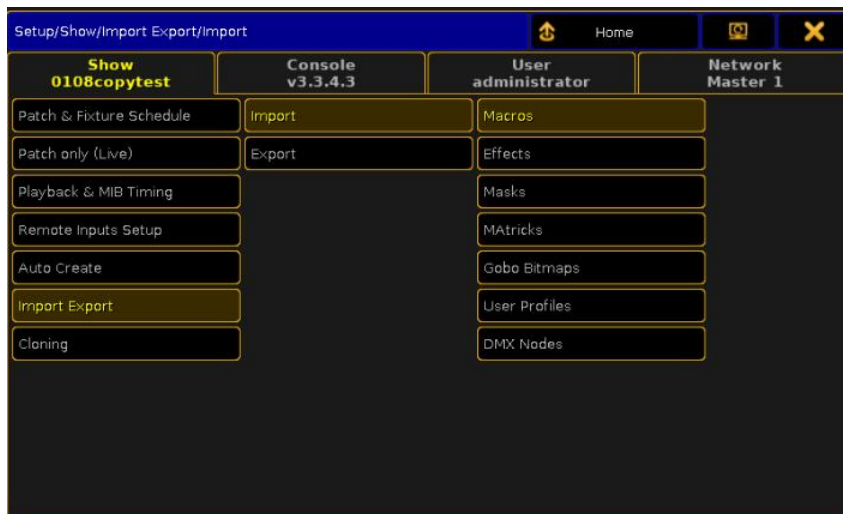 Setup/Show/Import Export/Import
Home
Show
0108copytest
Console
v3.3.4.3
User
administrator
Network
Master 1
Patch & Fixture Schedule
Import
Macros
Patch only (Live)
Export
Effects
Playback & MIB Timing
Masks
Remote Inputs Setup
MAtricks
Auto Create
Gobo Bitmaps
Import Export
User Profiles
Cloning
DMX Nodes